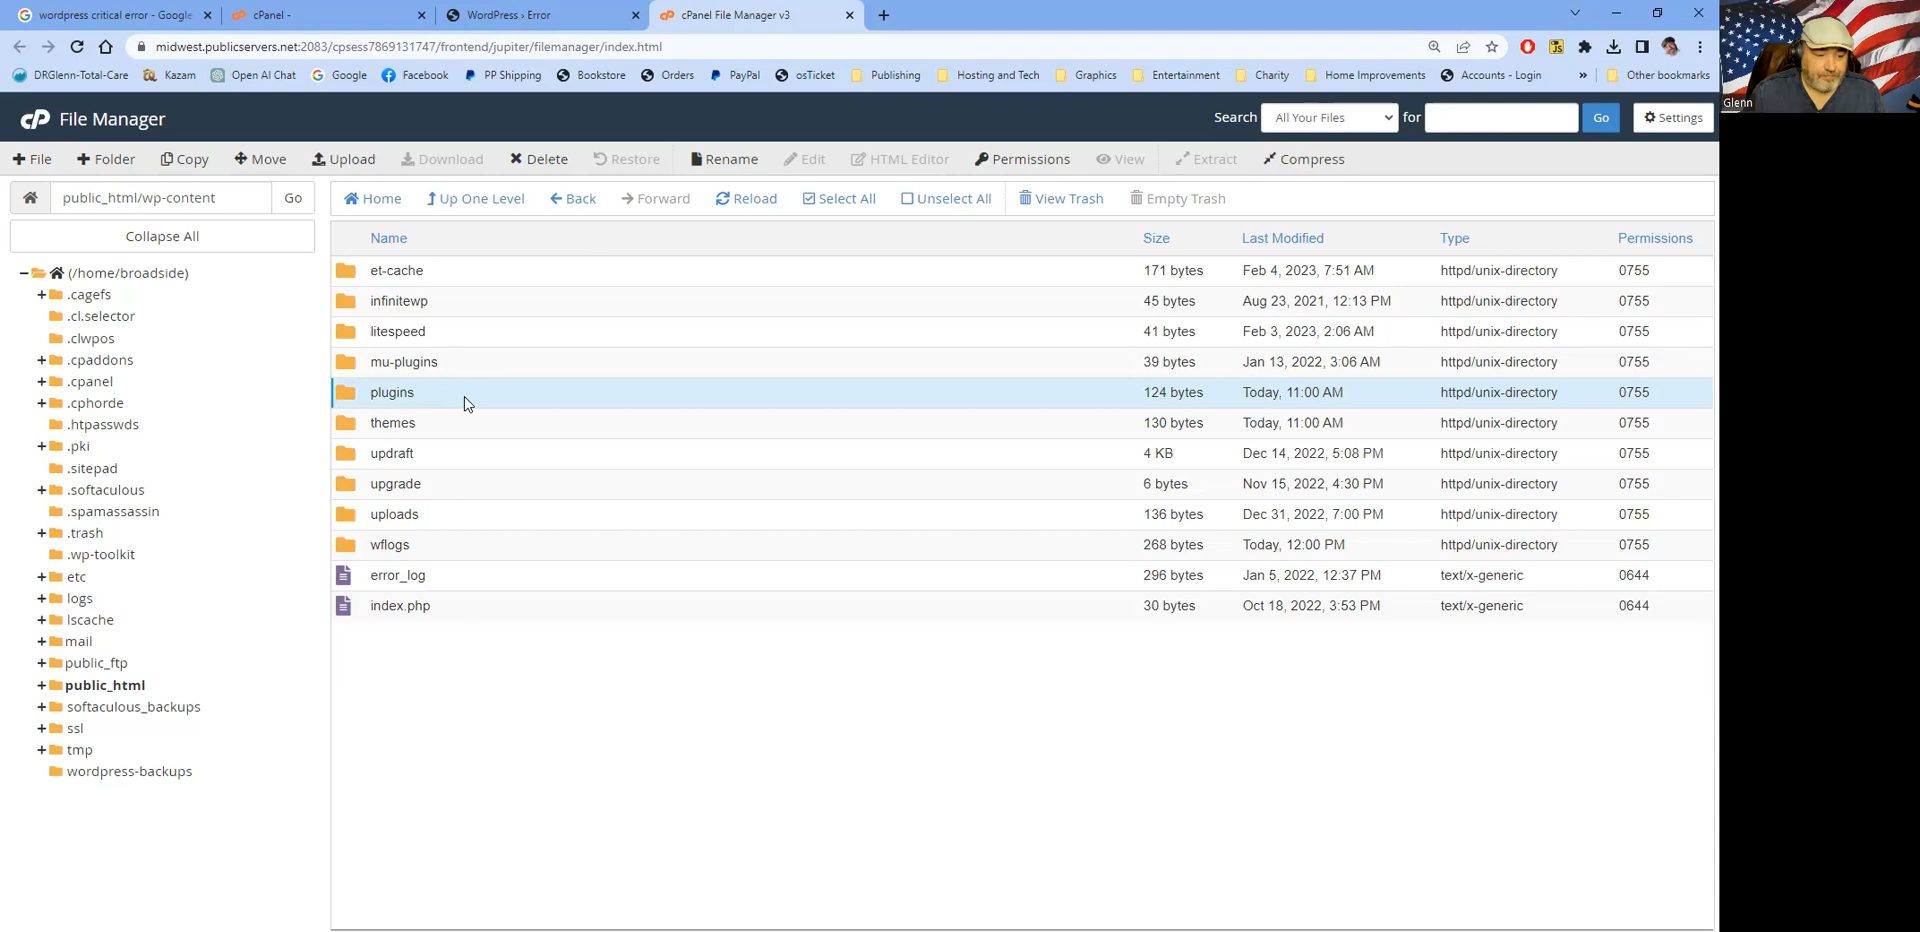 wordpress critical error - Google
cPanel -
WordPress › Error
cPanel File Manager v3
midwest.publicservers.net:2083/cpsess7869131747/frontend/jupiter/filemanager/index.html
DRGlenn-Total-Care Kazam Open AI Chat Google Facebook PP Shipping Bookstore Orders PayPal osTicket Publishing Hosting and Tech Graphics Entertainment Charity Home Improvements Accounts - Login » Other bookmarks
Glenn
cP File Manager
Search All Your Files for Go Settings
File Folder Copy Move Upload Download Delete Restore Rename Edit HTML Editor Permissions View Extract Compress
public_html/wp-content Go
Home Up One Level Back Forward Reload Select All Unselect All View Trash Empty Trash
Collapse All
(/home/broadside)
.cagefs
.cl.selector
.clwpos
.cpaddons
.cpanel
.cphorde
.htpasswds
.pki
.sitepad
.softaculous
.spamassassin
.trash
.wp-toolkit
etc
logs
lscache
mail
public_ftp
public_html
softaculous_backups
ssl
tmp
wordpress-backups
Name Size Last Modified Type Permissions
et-cache 171 bytes Feb 4, 2023, 7:51 AM httpd/unix-directory 0755
infinitewp 45 bytes Aug 23, 2021, 12:13 PM httpd/unix-directory 0755
litespeed 41 bytes Feb 3, 2023, 2:06 AM httpd/unix-directory 0755
mu-plugins 39 bytes Jan 13, 2022, 3:06 AM httpd/unix-directory 0755
plugins 124 bytes Today, 11:00 AM httpd/unix-directory 0755
themes 130 bytes Today, 11:00 AM httpd/unix-directory 0755
updraft 4 KB Dec 14, 2022, 5:08 PM httpd/unix-directory 0755
upgrade 6 bytes Nov 15, 2022, 4:30 PM httpd/unix-directory 0755
uploads 136 bytes Dec 31, 2022, 7:00 PM httpd/unix-directory 0755
wflogs 268 bytes Today, 12:00 PM httpd/unix-directory 0755
error_log 296 bytes Jan 5, 2022, 12:37 PM text/x-generic 0644
index.php 30 bytes Oct 18, 2022, 3:53 PM text/x-generic 0644